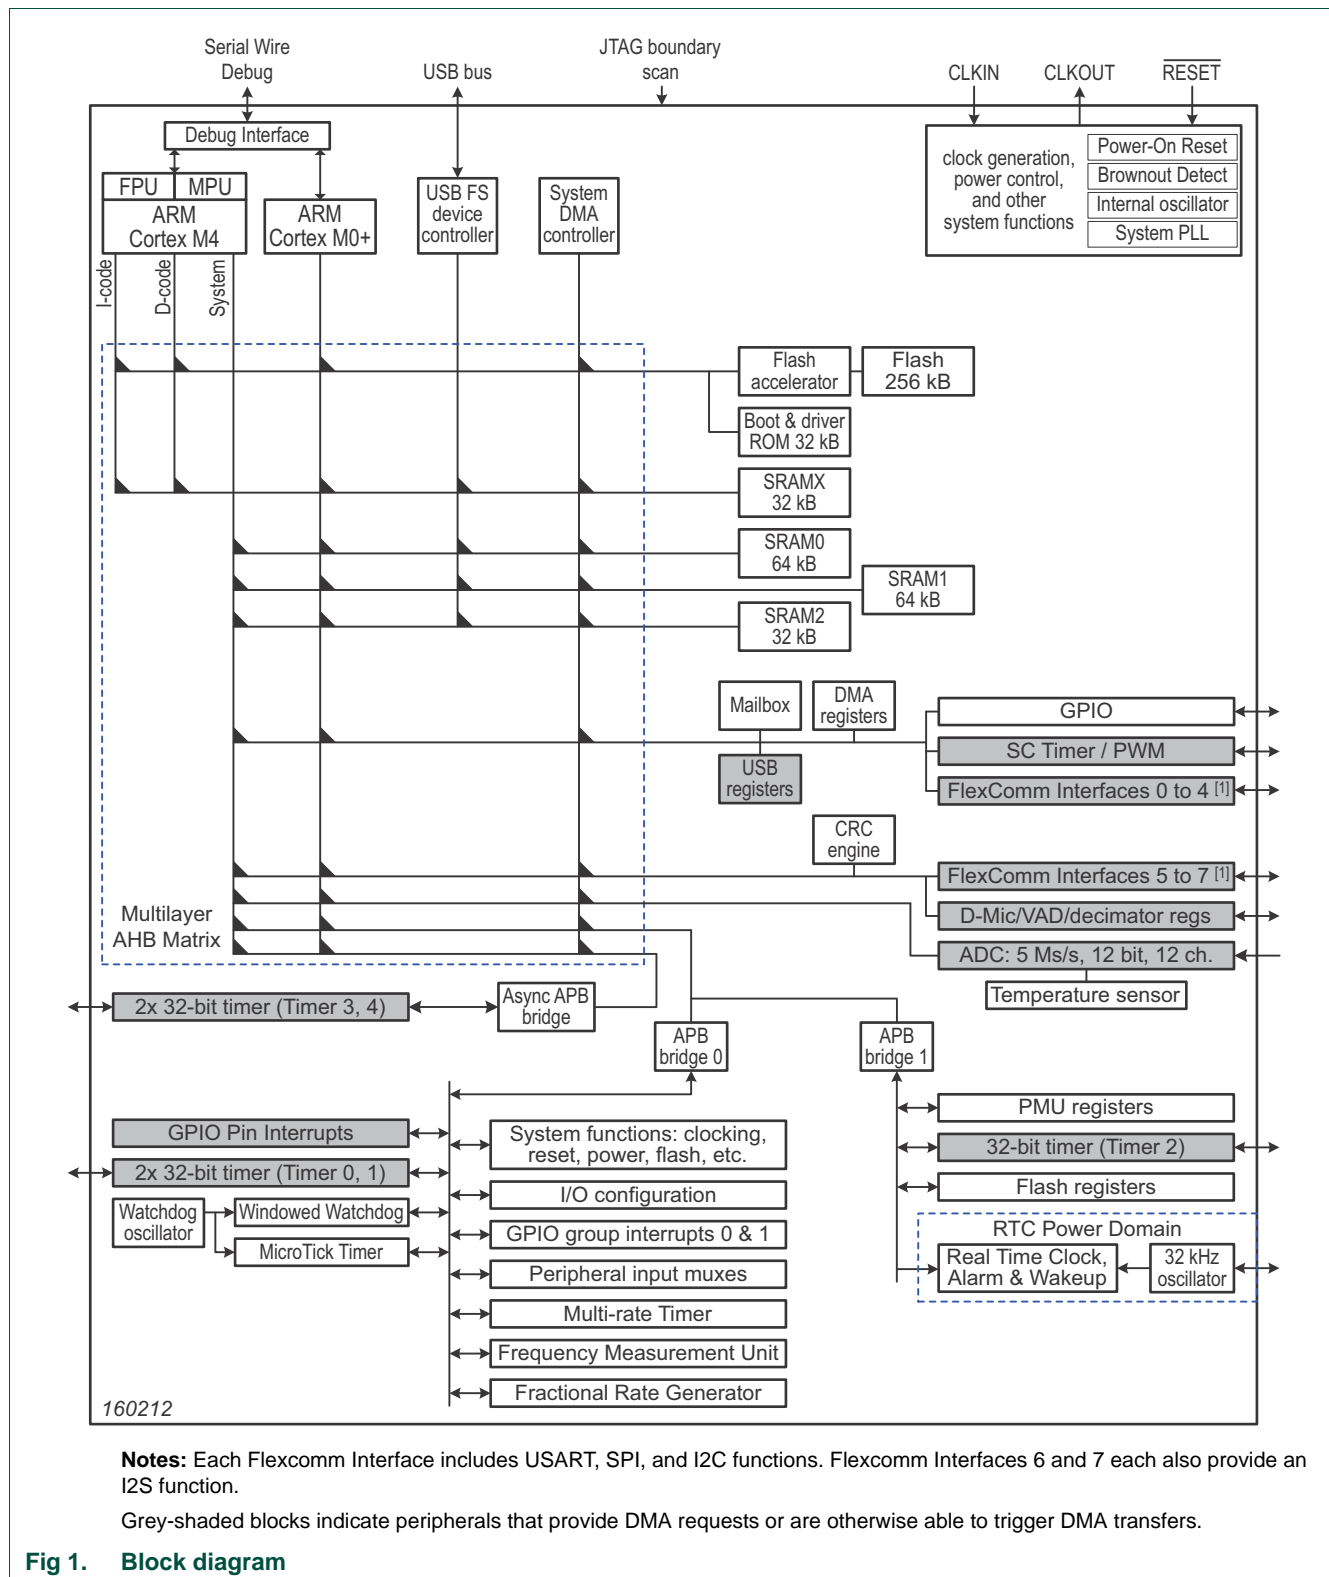 Serial Wire
Debug
USB bus
JTAG boundary
scan
CLKIN
CLKOUT
RESET
Debug Interface
FPU
MPU
ARM
Cortex M4
ARM
Cortex M0+
USB FS
device
controller
System
DMA
controller
clock generation,
power control,
and other
system functions
Power-On Reset
Brownout Detect
Internal oscillator
System PLL
I-code
D-code
System
Flash
accelerator
Flash
256 kB
Boot & driver
ROM 32 kB
SRAMX
32 kB
SRAM0
64 kB
SRAM1
64 kB
SRAM2
32 kB
Mailbox
DMA
registers
GPIO
USB
registers
SC Timer / PWM
FlexComm Interfaces 0 to 4 [1]
CRC
engine
FlexComm Interfaces 5 to 7 [1]
D-Mic/VAD/decimator regs
ADC: 5 Ms/s, 12 bit, 12 ch.
Temperature sensor
Multilayer
AHB Matrix
2x 32-bit timer (Timer 3, 4)
Async APB
bridge
APB
bridge 0
APB
bridge 1
GPIO Pin Interrupts
2x 32-bit timer (Timer 0, 1)
Watchdog
oscillator
Windowed Watchdog
MicroTick Timer
System functions: clocking,
reset, power, flash, etc.
I/O configuration
GPIO group interrupts 0 & 1
Peripheral input muxes
Multi-rate Timer
Frequency Measurement Unit
Fractional Rate Generator
PMU registers
32-bit timer (Timer 2)
Flash registers
RTC Power Domain
Real Time Clock,
Alarm & Wakeup
32 kHz
oscillator
160212
Notes: Each Flexcomm Interface includes USART, SPI, and I2C functions. Flexcomm Interfaces 6 and 7 each also provide an
I2S function.
Grey-shaded blocks indicate peripherals that provide DMA requests or are otherwise able to trigger DMA transfers.
Fig 1. Block diagram